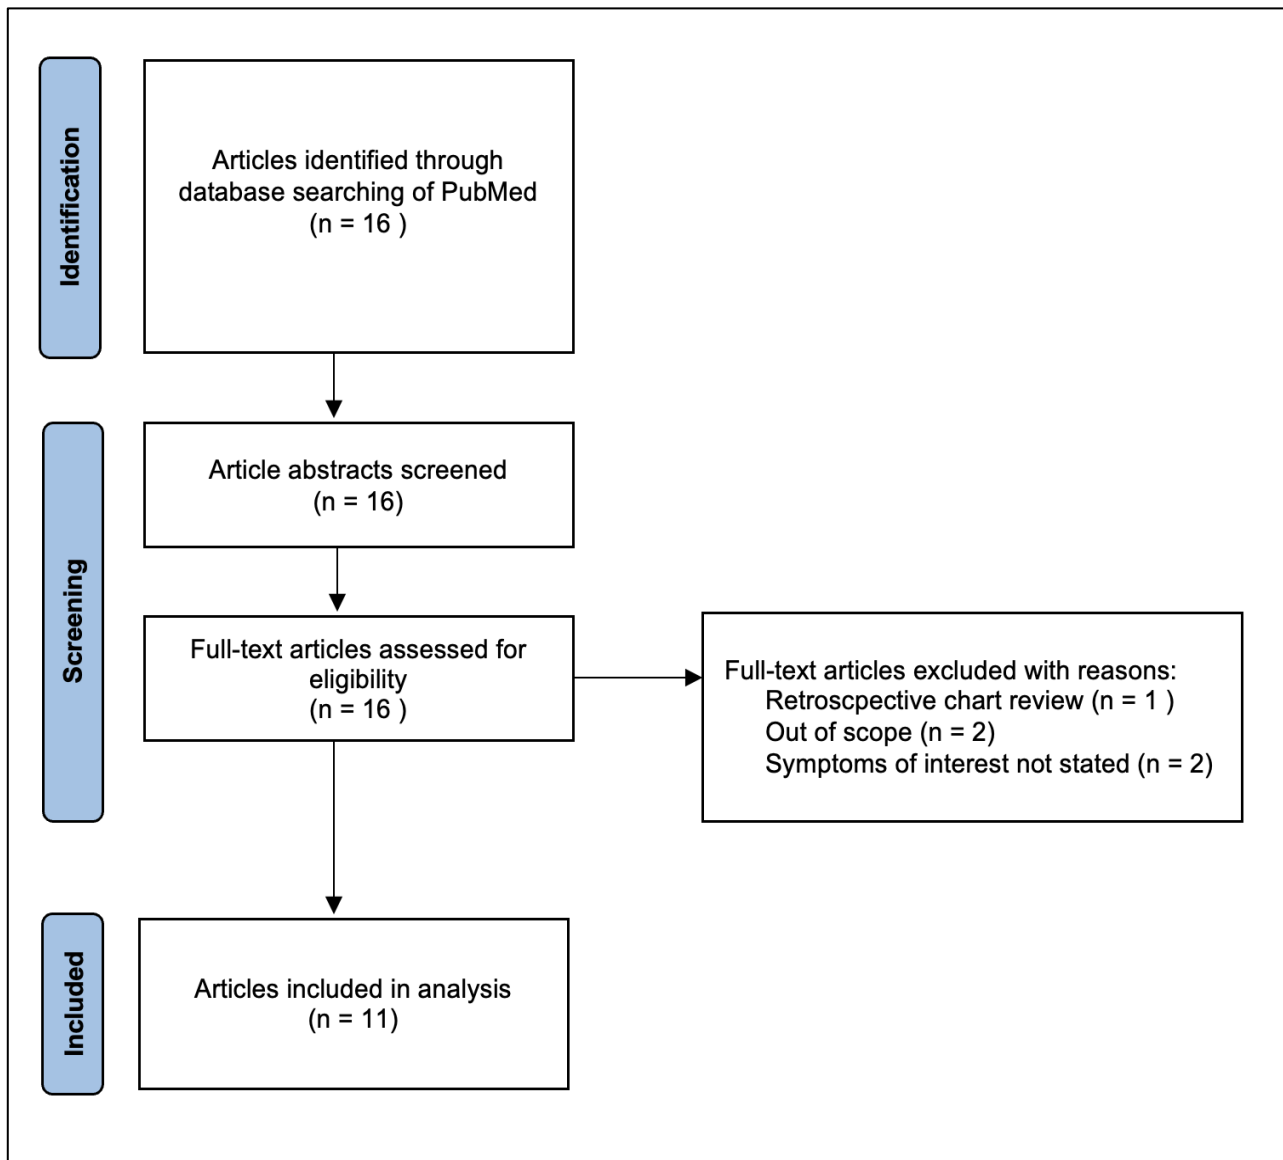 Identification
Articles identified through
database searching of PubMed
(n = 16 )
Screening
Article abstracts screened
(n = 16)
Full-text articles assessed for
eligibility
(n = 16 )
Full-text articles excluded with reasons:
Retroscpective chart review (n = 1 )
Out of scope (n = 2)
Symptoms of interest not stated (n = 2)
Included
Articles included in analysis
(n = 11)